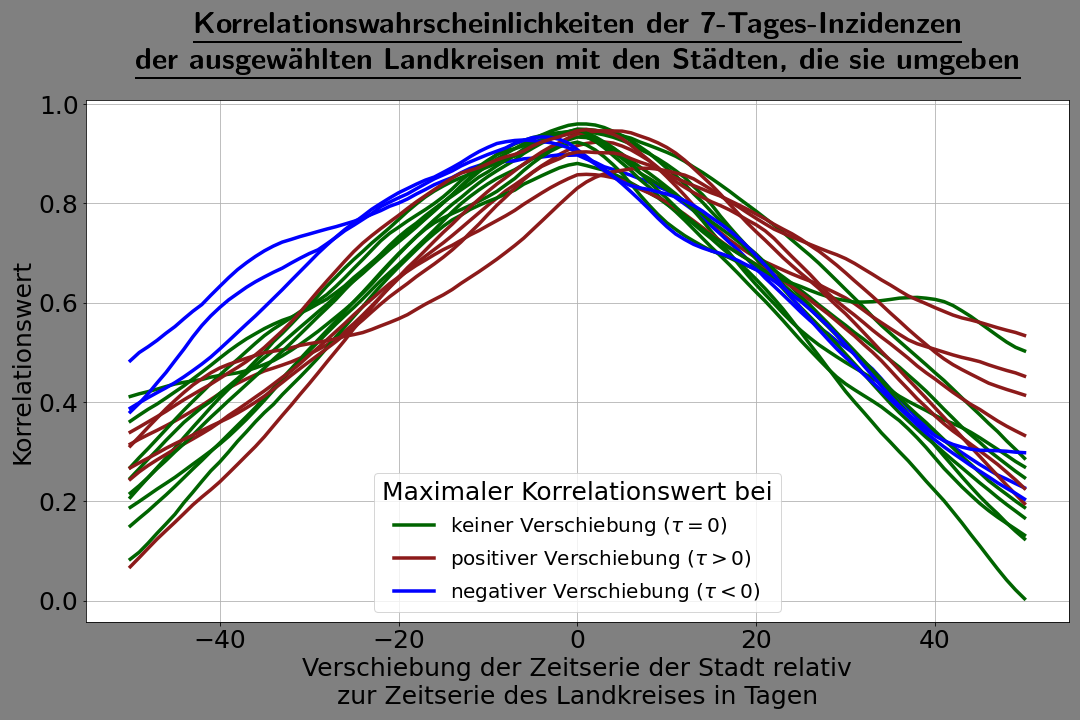 Korrelationswahrscheinlichkeiten der 7-Tages-Inzidenzen
der ausgewählten Landkreisen mit den Städten, die sie umgeben
1.0
0.8
0.6
0.4
0.2
0.0
Korrelationswert
Maximaler Korrelationswert bei
keiner Verschiebung (τ = 0)
positiver Verschiebung (τ > 0)
negativer Verschiebung (τ < 0)
−40 −20 0 20 40
Verschiebung der Zeitserie der Stadt relativ
zur Zeitserie des Landkreises in Tagen